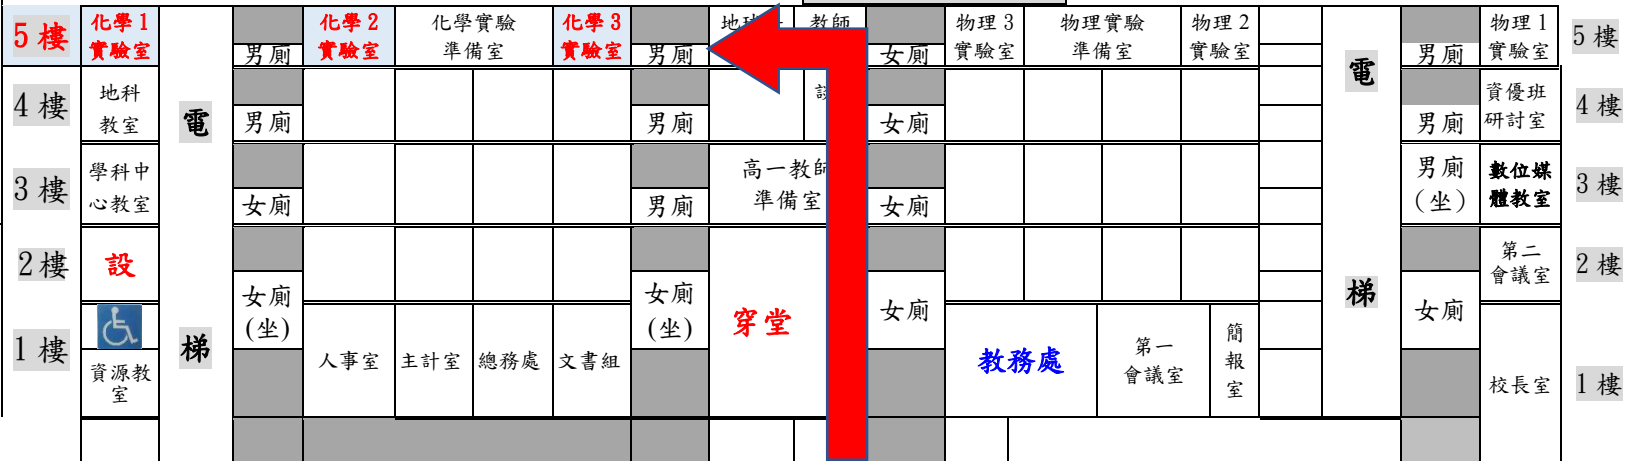 5樓
化學1
實驗室
男廁
化學2
實驗室
化學實驗
準備室
化學3
實驗室
男廁
教師
女廁
物理3
實驗室
物理實驗
準備室
物理2
實驗室
電
男廁
物理1
實驗室
5樓
4樓
地科
教室
電
男廁
男廁
女廁
男廁
資優班
研討室
4樓
3樓
學科中
心教室
女廁
男廁
高一教師
準備室
女廁
男廁
(坐)
數位媒
體教室
3樓
2樓
設
女廁
(坐)
女廁
(坐)
穿堂
女廁
梯
女廁
第二
會議室
2樓
1樓
資源教
室
梯
人事室
主計室
總務處
文書組
教務處
第一
會議室
簡
報
室
校長室
1樓